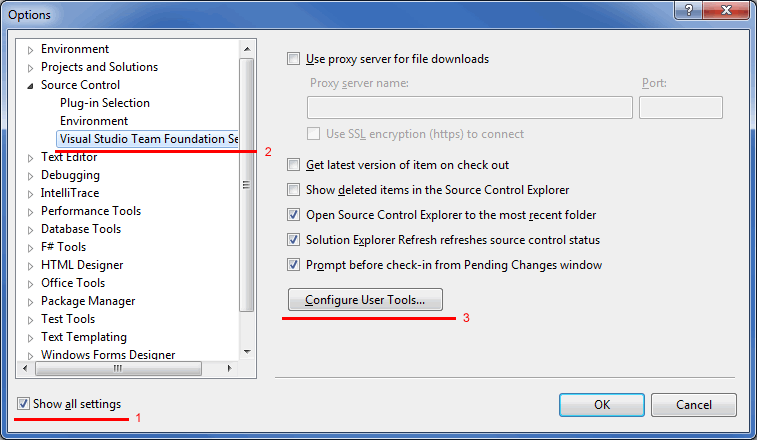 Options
Environment
Projects and Solutions
Source Control
Plug-in Selection
Environment
Visual Studio Team Foundation Se
2
Text Editor
Debugging
IntelliTrace
Performance Tools
Database Tools
F# Tools
HTML Designer
Office Tools
Package Manager
Test Tools
Text Templating
Windows Forms Designer
Show all settings
1
Use proxy server for file downloads
Proxy server name:
Port:
Use SSL encryption (https) to connect
Get latest version of item on check out
Show deleted items in the Source Control Explorer
Open Source Control Explorer to the most recent folder
Solution Explorer Refresh refreshes source control status
Prompt before check-in from Pending Changes window
Configure User Tools...
3
OK
Cancel